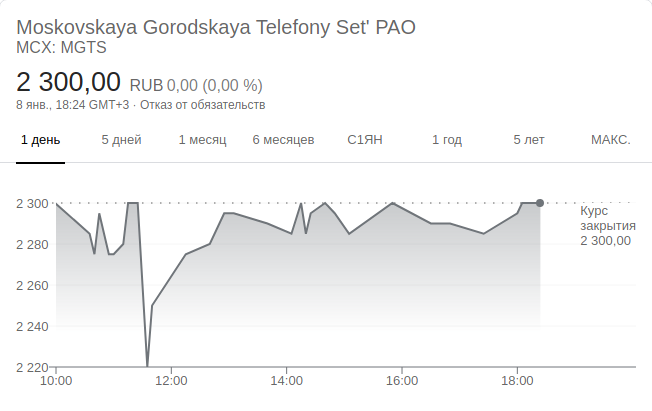 Moskovskaya Gorodskaya Telefony Set' PAO
MCX: MGTS
2 300,00 RUB 0,00 (0,00 %)
8 янв., 18:24 GMT+3 · Отказ от обязательств
1 день 5 дней 1 месяц 6 месяцев С1ЯН 1 год 5 лет МАКС.
2 300
Курс
закрытия
2 300,00
2 280
2 260
2 240
2 220
10:00 12:00 14:00 16:00 18:00